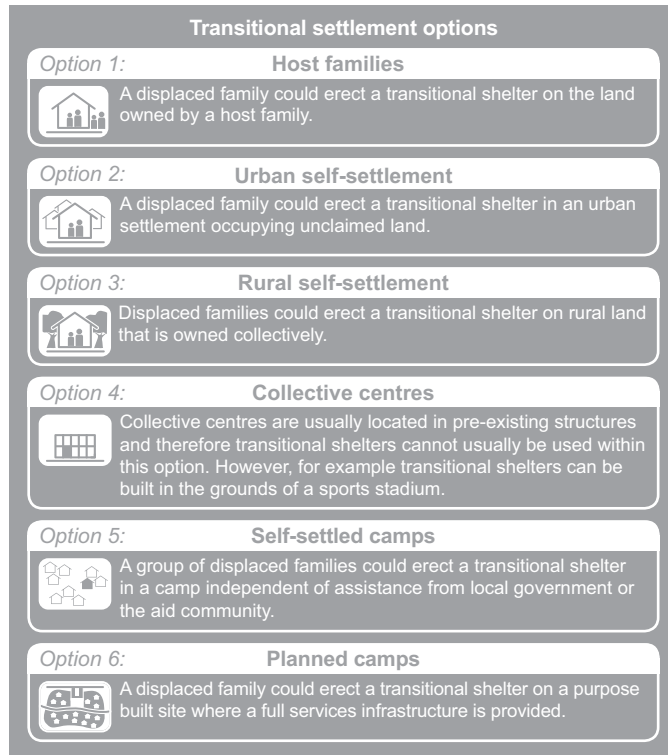 Transitional settlement options
Option 1: Host families
A displaced family could erect a transitional shelter on the land
owned by a host family.
Option 2: Urban self-settlement
A displaced family could erect a transitional shelter in an urban
settlement occupying unclaimed land.
Option 3: Rural self-settlement
Displaced families could erect a transitional shelter on rural land
that is owned collectively.
Option 4: Collective centres
Collective centres are usually located in pre-existing structures
and therefore transitional shelters cannot usually be used within
this option. However, for example transitional shelters can be
built in the grounds of a sports stadium.
Option 5: Self-settled camps
A group of displaced families could erect a transitional shelter
in a camp independent of assistance from local government or
the aid community.
Option 6: Planned camps
A displaced family could erect a transitional shelter on a purpose
built site where a full services infrastructure is provided.